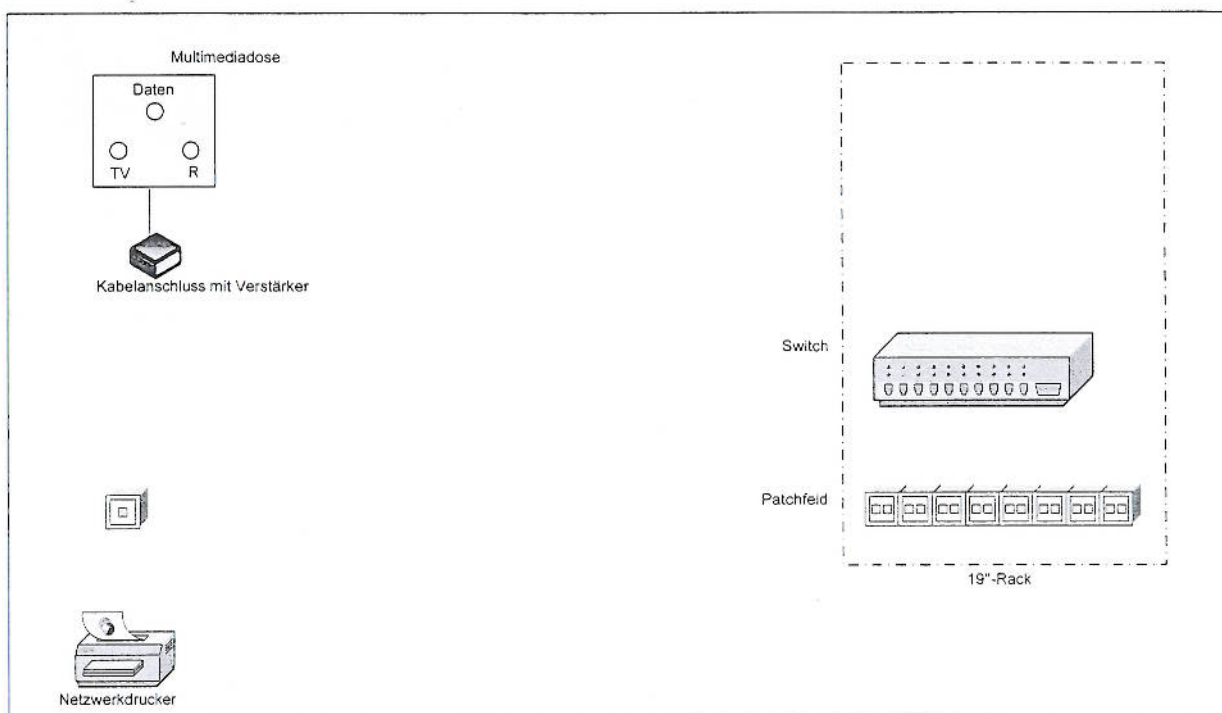 Multimediadose
Daten
TV
R
Kabelanschluss mit Verstärker
Switch
Patchfeld
19"-Rack
Netzwerkdrucker